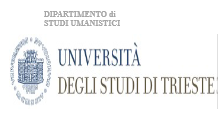 DIPARTIMENTO di
STUDI UMANISTICI
UNIVERSITÀ
DEGLI STUDI DI TRIESTE